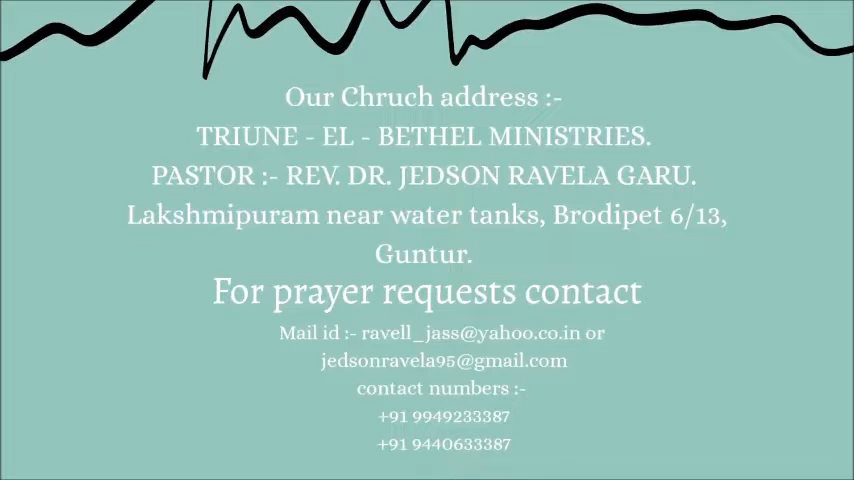 Our Chruch address :-
TRIUNE - EL - BETHEL MINISTRIES.
PASTOR :- REV. DR. JEDSON RAVELA GARU.
Lakshmipuram near water tanks, Brodipet 6/13,
Guntur.
For prayer requests contact
Mail id :- ravell_jass@yahoo.co.in or
jedsonravela95@gmail.com
contact numbers :-
+91 9949233387
+91 9440633387